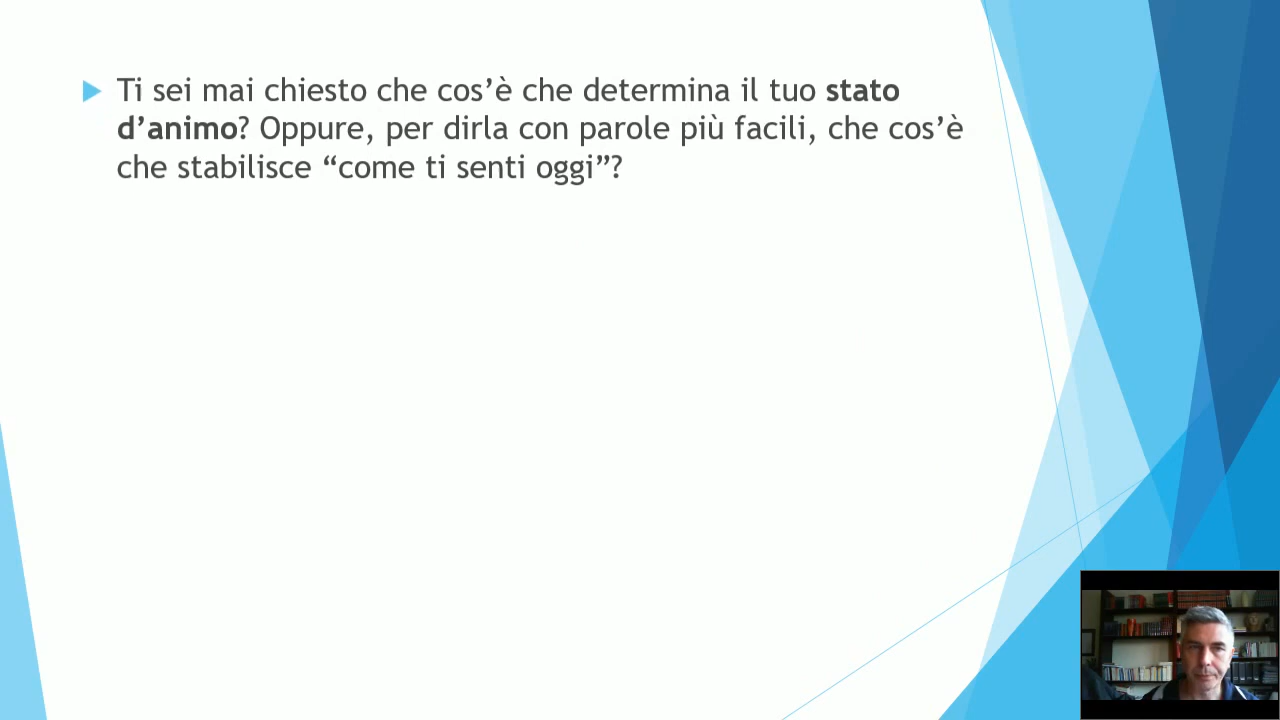 Ti sei mai chiesto che cos’è che determina il tuo stato
d’animo? Oppure, per dirla con parole più facili, che cos’è
che stabilisce “come ti senti oggi”?